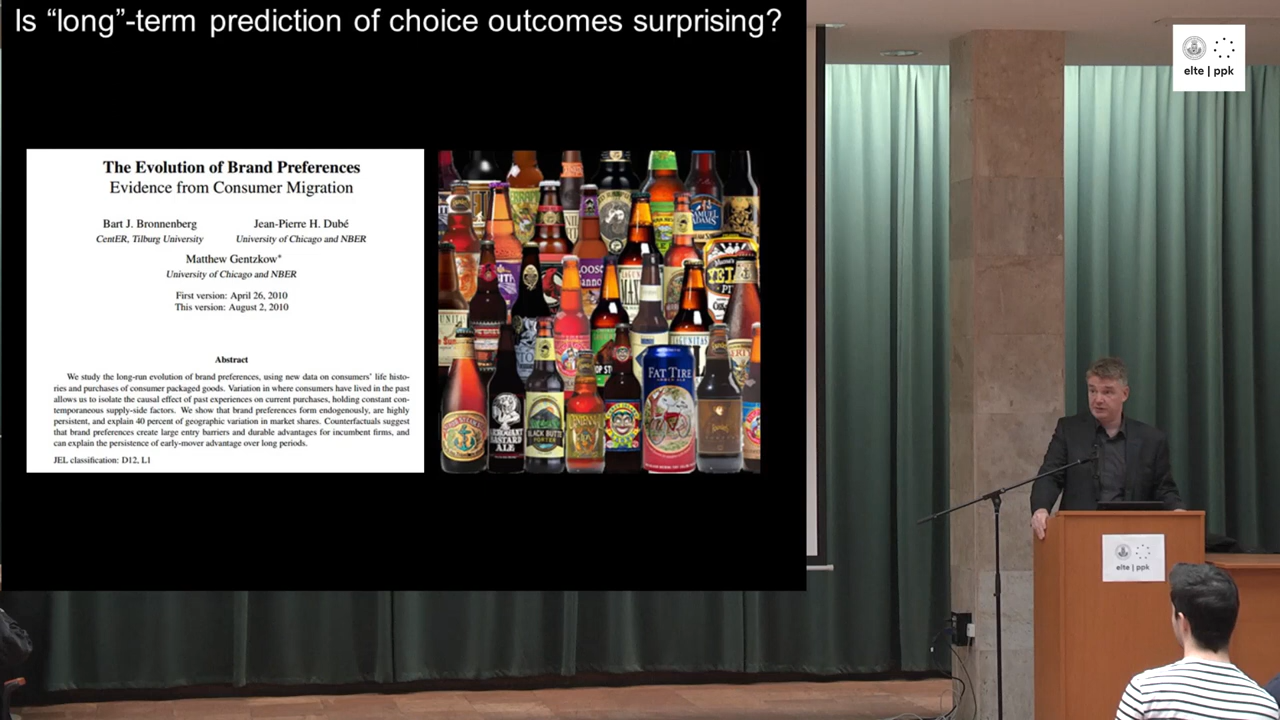 Is “long”-term prediction of choice outcomes surprising?
The Evolution of Brand Preferences
Evidence from Consumer Migration
Bart J. Bronnenberg
CentER, Tilburg University
Jean-Pierre H. Dubé
University of Chicago and NBER
Matthew Gentzkow*
University of Chicago and NBER
First version: April 26, 2010
This version: August 2, 2010
Abstract
We study the long-run evolution of brand preferences, using new data on consumers’ life histo-
ries and purchases of consumer packaged goods. Variation in where consumers have lived in the past
allows us to isolate the causal effect of past experiences on current purchases, holding constant con-
temporaneous supply-side factors. We show that brand preferences form endogenously, are highly
persistent, and explain 40 percent of geographic variation in market shares. Counterfactuals suggest
that brand preferences create large entry barriers and durable advantages for incumbent firms, and
can explain the persistence of early-mover advantage over long periods.
JEL classification: D12, L1
SAMUEL
ADAMS
FAT TIRE
BASTARD
ALE
BLACK BUTTE
PORTER
elte | ppk
elte | ppk